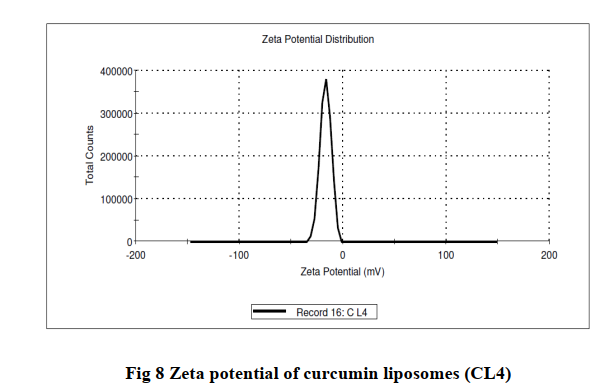 Zeta Potential Distribution
400000
300000
200000
100000
0
Total Counts
-200 -100 0 100 200
Zeta Potential (mV)
Record 16: C L4
Fig 8 Zeta potential of curcumin liposomes (CL4)